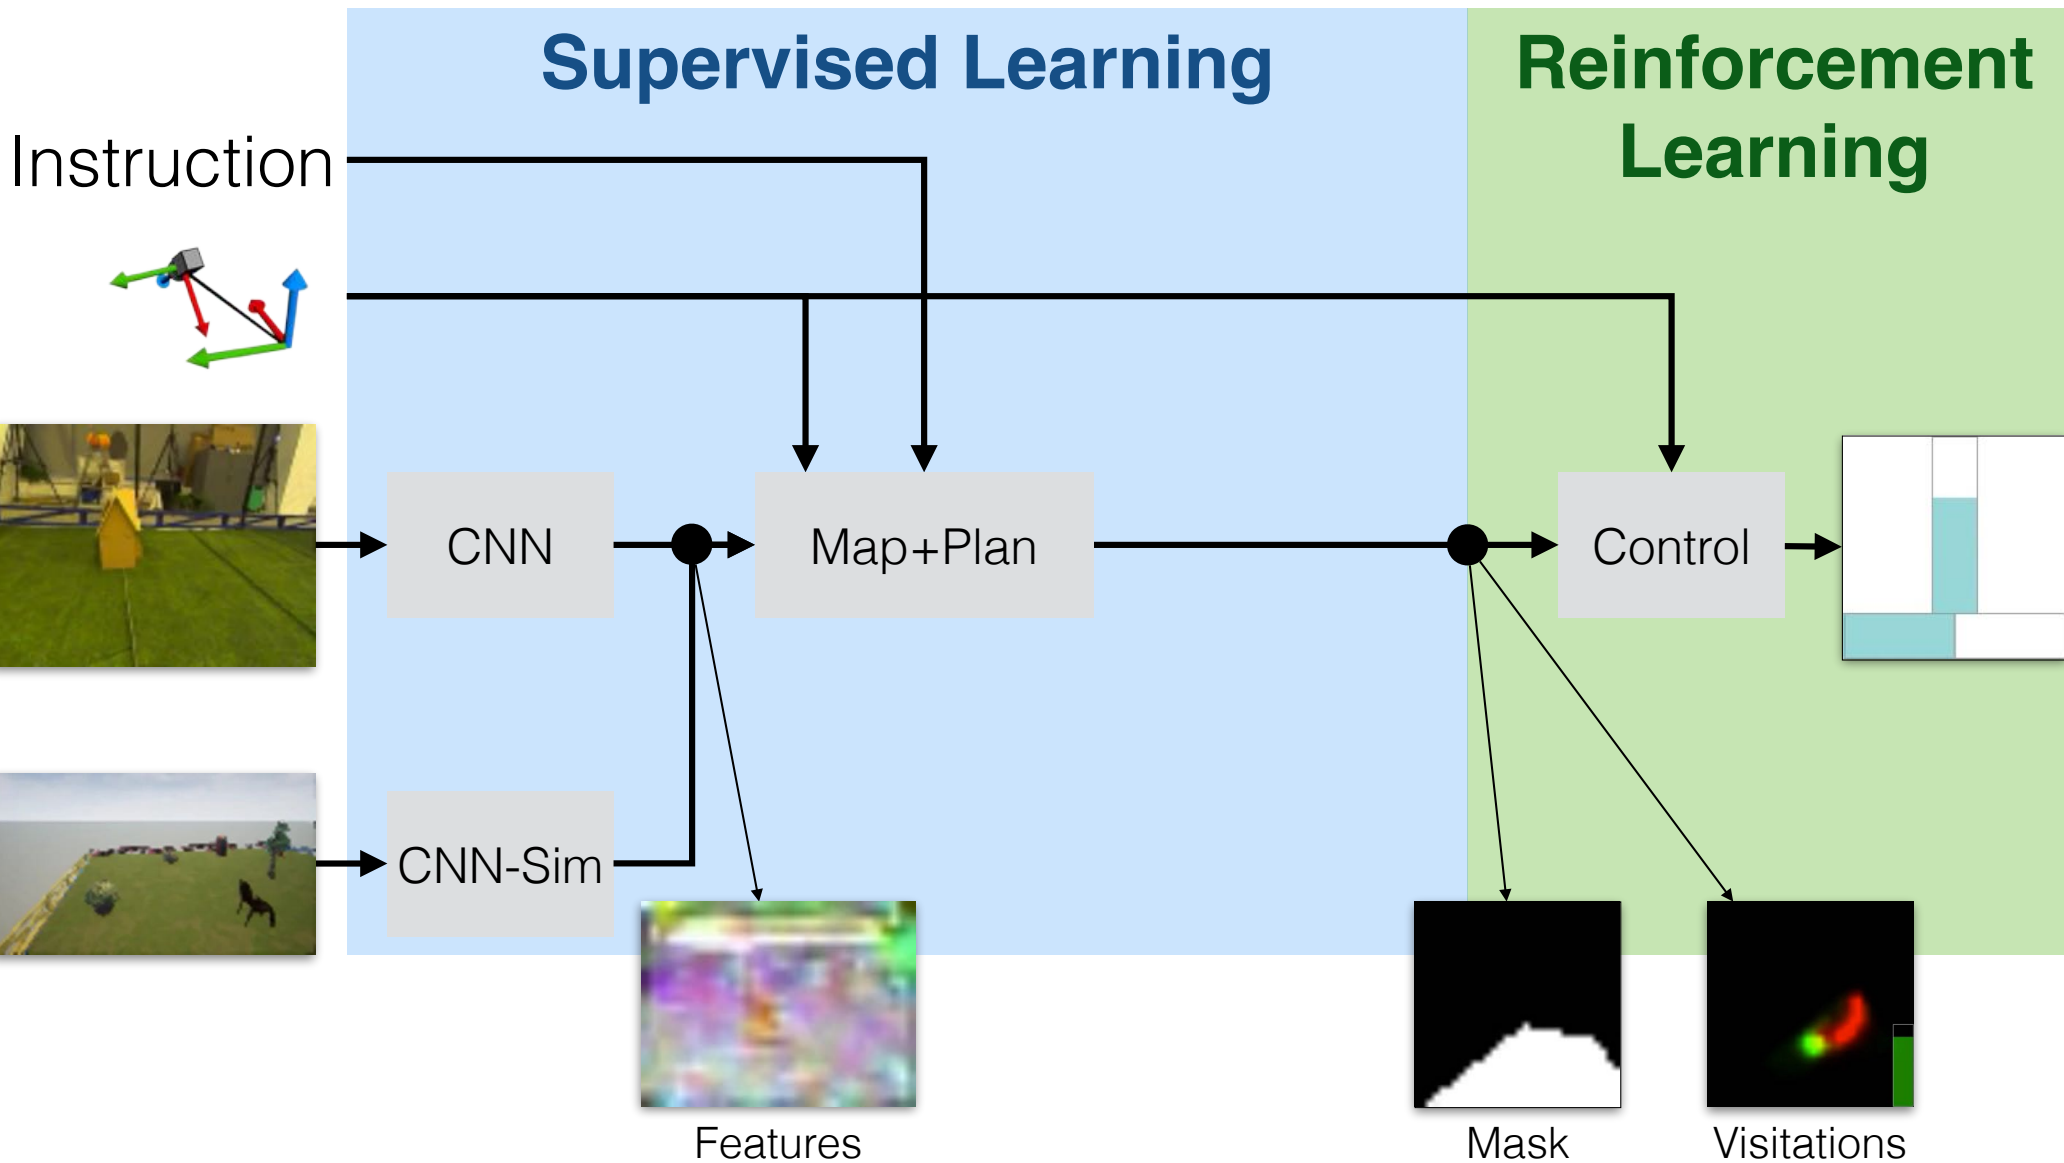 Supervised Learning
Reinforcement
Learning
Instruction
CNN
Map+Plan
Control
CNN-Sim
Features
Mask
Visitations